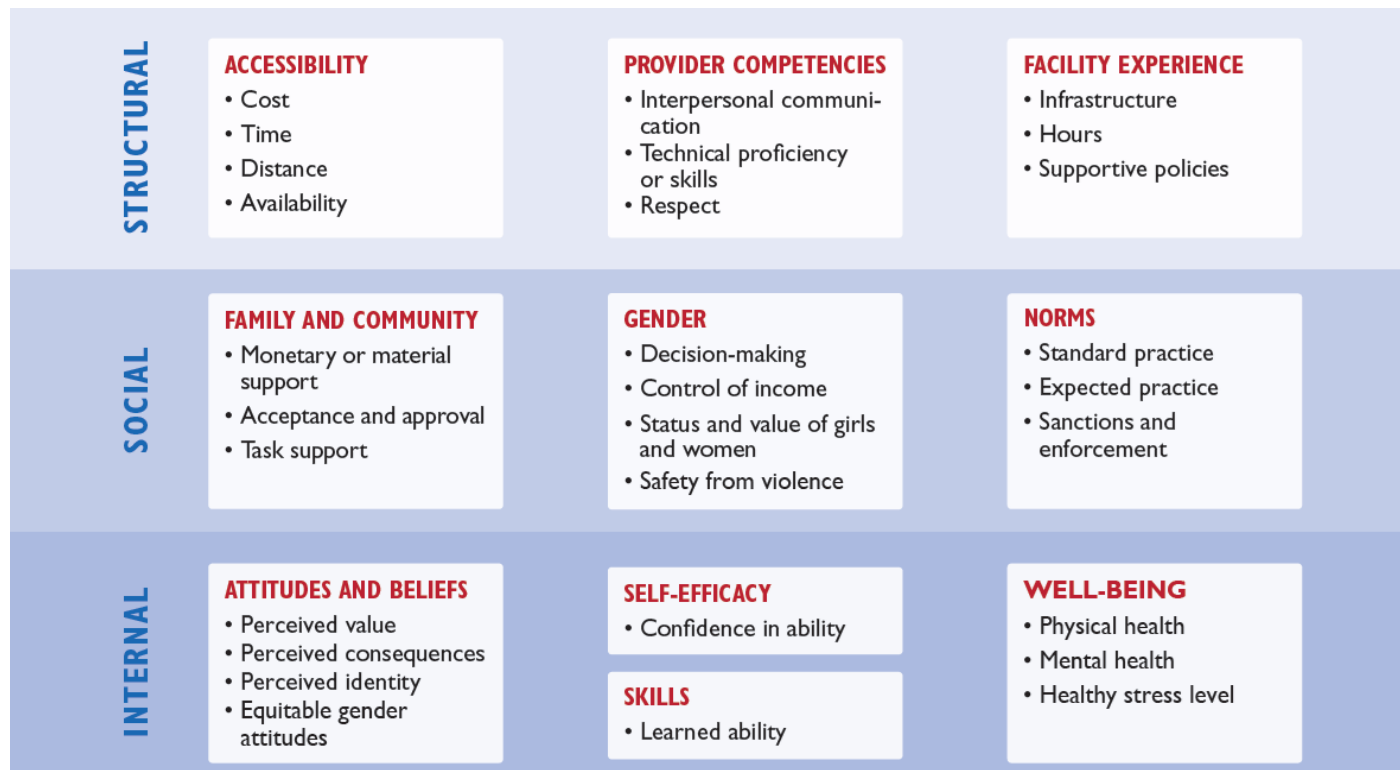 STRUCTURAL
ACCESSIBILITY
• Cost
• Time
• Distance
• Availability
PROVIDER COMPETENCIES
• Interpersonal communi-
cation
• Technical proficiency
or skills
• Respect
FACILITY EXPERIENCE
• Infrastructure
• Hours
• Supportive policies
SOCIAL
FAMILY AND COMMUNITY
• Monetary or material
support
• Acceptance and approval
• Task support
GENDER
• Decision-making
• Control of income
• Status and value of girls
and women
• Safety from violence
NORMS
• Standard practice
• Expected practice
• Sanctions and
enforcement
INTERNAL
ATTITUDES AND BELIEFS
• Perceived value
• Perceived consequences
• Perceived identity
• Equitable gender
attitudes
SELF-EFFICACY
• Confidence in ability
SKILLS
• Learned ability
WELL-BEING
• Physical health
• Mental health
• Healthy stress level